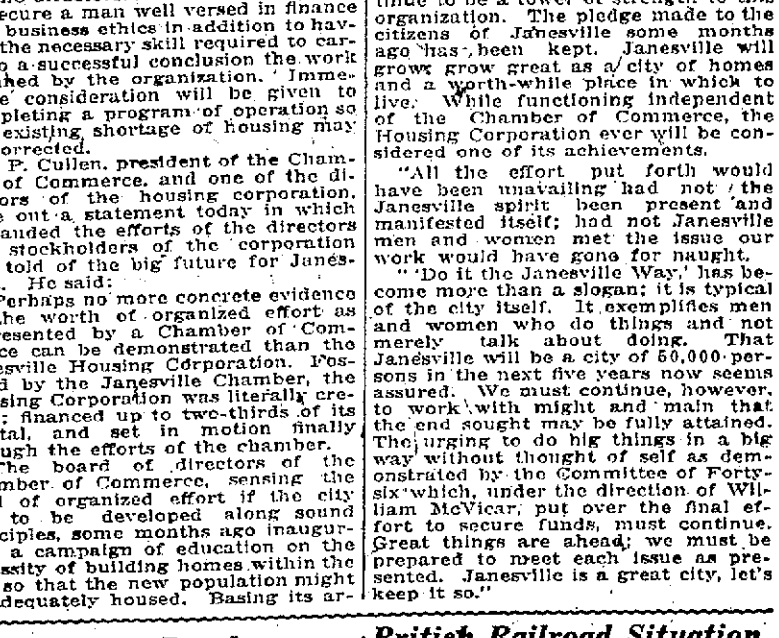 ecure a man well versed in finance
business ethics in addition to hav-
the necessary skill required to car-
o a successful conclusion the work
ned by the organization. Imme-
e consideration will be given to
pleting a program of operation so
existing shortage of housing may
orrected.
P. Cullen, president of the Cham-
of Commerce, and one of the di-
ors of the housing corporation,
e out a statement today in which
auded the efforts of the directors
stockholders of the corporation
told of the big future for Janes-
. He said:
Perhaps no more concrete evidence
he worth of organized effort as
resented by a Chamber of Com-
ce can be demonstrated than the
esville Housing Corporation. Fos-
d by the Janesville Chamber, the
sing Corporation was literally cre-
; financed up to two-thirds of its
tal, and set in motion finally
ugh the efforts of the chamber.
The board of directors of the
mber of Commerce, sensing the
d of organized effort if the city
to be developed along sound
ciples, some months ago inaugur-
a campaign of education on the
ssity of building homes within the
so that the new population might
dequately housed. Basing its ar-
tinue to be a tower of strength to this
organization. The pledge made to the
citizens of Janesville some months
ago has been kept. Janesville will
grow; grow great as a city of homes
and a worth-while place in which to
live. While functioning independent
of the Chamber of Commerce, the
Housing Corporation ever will be con-
sidered one of its achievements.
"All the effort put forth would
have been unavailing had not the
Janesville spirit been present and
manifested itself; had not Janesville
men and women met the issue our
work would have gone for naught.
" 'Do it the Janesville Way,' has be-
come more than a slogan; it is typical
of the city itself. It exemplifies men
and women who do things and not
merely talk about doing. That
Janesville will be a city of 50,000 per-
sons in the next five years now seems
assured. We must continue, however,
to work with might and main that
the end sought may be fully attained.
The urging to do big things in a big
way without thought of self as dem-
onstrated by the Committee of Forty-
six which, under the direction of Wil-
liam McVicar, put over the final ef-
fort to secure funds, must continue.
Great things are ahead; we must be
prepared to meet each issue as pre-
sented. Janesville is a great city, let's
keep it so."
British Railroad Situation